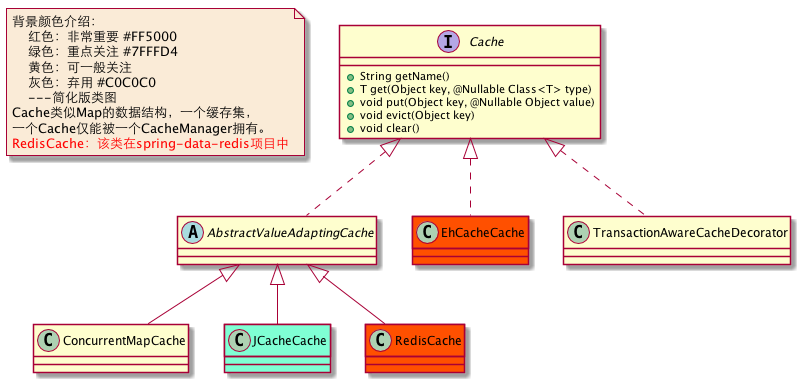 背景颜色介绍：
红色：非常重要 #FF5000
绿色：重点关注 #7FFFD4
黄色：可一般关注
灰色：弃用 #C0C0C0
---简化版类图
Cache类似Map的数据结构，一个缓存集，
一个Cache仅能被一个CacheManager拥有。
RedisCache：该类在spring-data-redis项目中
I Cache
String getName()
T get(Object key, @Nullable Class<T> type)
void put(Object key, @Nullable Object value)
void evict(Object key)
void clear()
A AbstractValueAdaptingCache
C EhCacheCache
C TransactionAwareCacheDecorator
C ConcurrentMapCache
C JCacheCache
C RedisCache